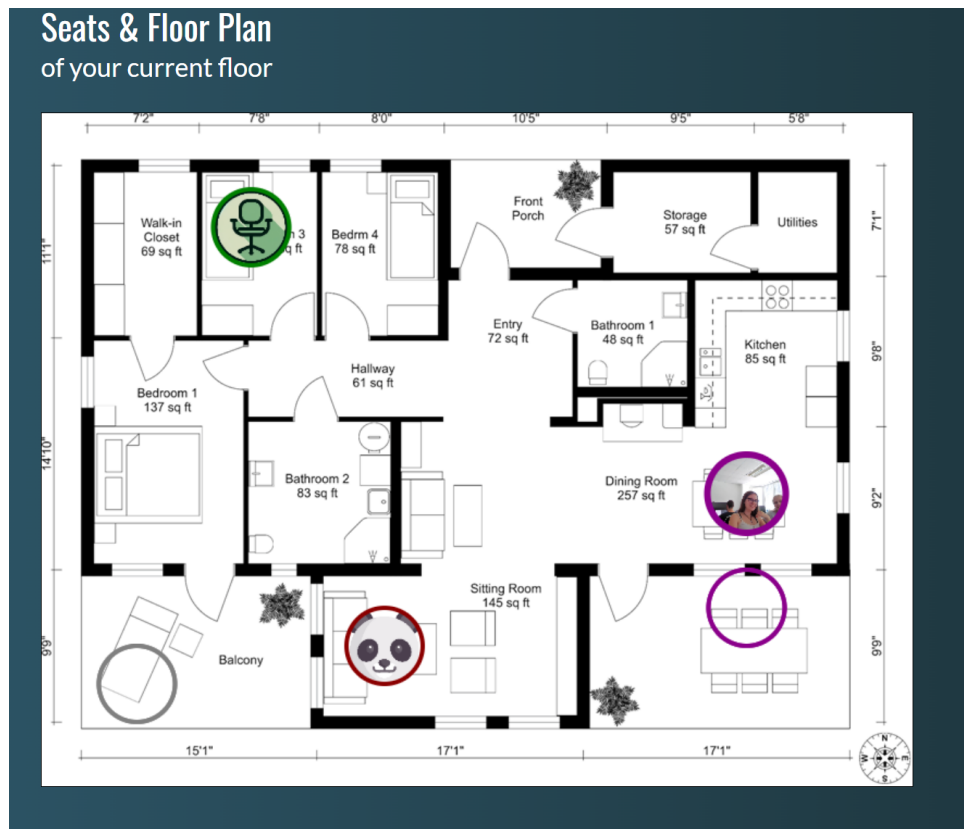 Seats & Floor Plan
of your current floor
7'2"
7'8"
8'0"
10'5"
9'5"
5'8"
Walk-in
Closet
69 sq ft
3
q ft
Bedrm 4
78 sq ft
Front
Porch
Storage
57 sq ft
Utilities
7'1"
11'1"
Entry
72 sq ft
Bathroom 1
48 sq ft
Kitchen
85 sq ft
9'8"
Hallway
61 sq ft
Bedroom 1
137 sq ft
14'10"
Bathroom 2
83 sq ft
Dining Room
257 sq ft
9'2"
Sitting Room
145 sq ft
Balcony
9'9"
9'9"
15'1"
17'1"
17'1"
N
W
E
S